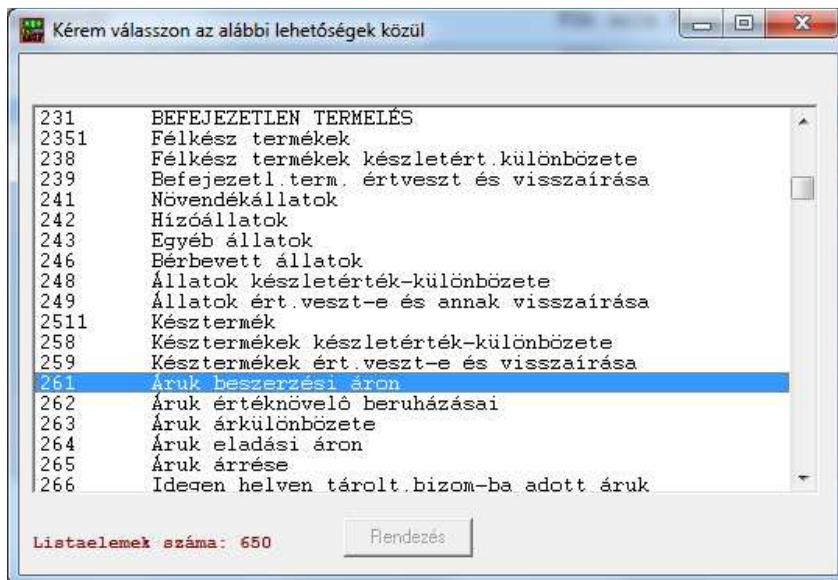 Kérem válasszon az alábbi lehetőségek közül
231 BEFEJEZETLEN TERMELÉS
2351 Félkész termékek
238 Félkész termékek készletért.különbözete
239 Befejezetl.term. értveszt és visszaírása
241 Növendékállatok
242 Hízóállatok
243 Egyéb állatok
246 Bérbevett állatok
248 Állatok készletérték-különbözete
249 Állatok ért.veszt-e és annak visszaírása
2511 Késztermék
258 Késztermékek készletérték-különbözete
259 Késztermékek ért.veszt-e és visszaírása
261 Áruk beszerzési áron
262 Áruk értéknövelô beruházásai
263 Áruk árkülönbözete
264 Áruk eladási áron
265 Áruk árrése
266 Idegen helyen tárolt,bizom-ba adott áruk
Listaelemek száma: 650
Rendezés